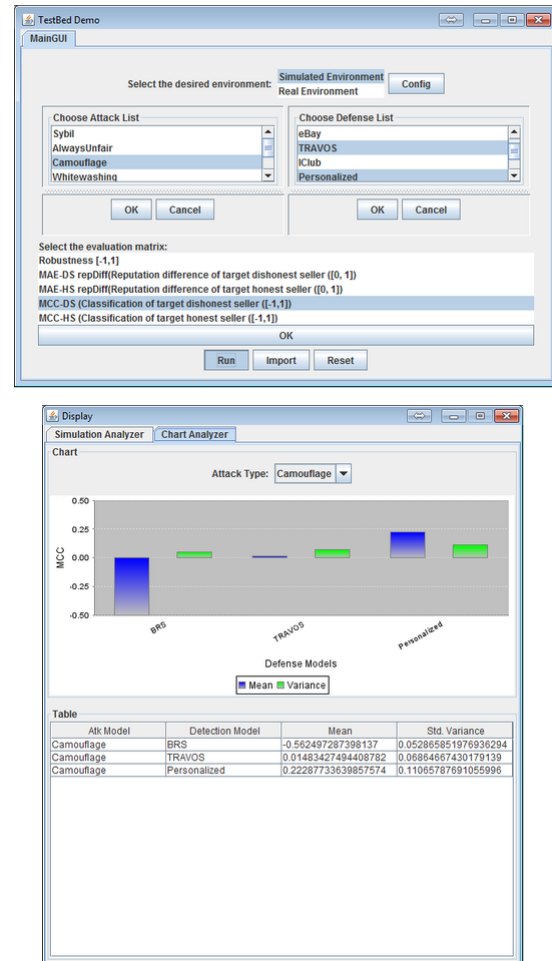 TestBed Demo
MainGUI
Select the desired environment: Simulated Environment Config
Real Environment
Choose Attack List
Sybil
AlwaysUnfair
Camouflage
Whitewashing
Choose Defense List
eBay
TRAVOS
IClub
Personalized
OK Cancel
OK Cancel
Select the evaluation matrix:
Robustness [-1,1]
MAE-DS repDiff(Reputation difference of target dishonest seller ([0, 1])
MAE-HS repDiff(Reputation difference of target honest seller ([0, 1])
MCC-DS (Classification of target dishonest seller ([-1,1])
MCC-HS (Classification of target honest seller ([-1,1])
OK
Run Import Reset
Display
Simulation Analyzer Chart Analyzer
Chart
Attack Type: Camouflage
0.50
0.25
0.00
-0.25
-0.50
MCC
BRS
TRAVOS
Personalized
Defense Models
Mean Variance
Table
Atk Model Detection Model Mean Std. Variance
Camouflage BRS -0.562497287398137 0.052865851976936294
Camouflage TRAVOS 0.01483427494408782 0.06864667430179139
Camouflage Personalized 0.22287733639857574 0.11065787691055996